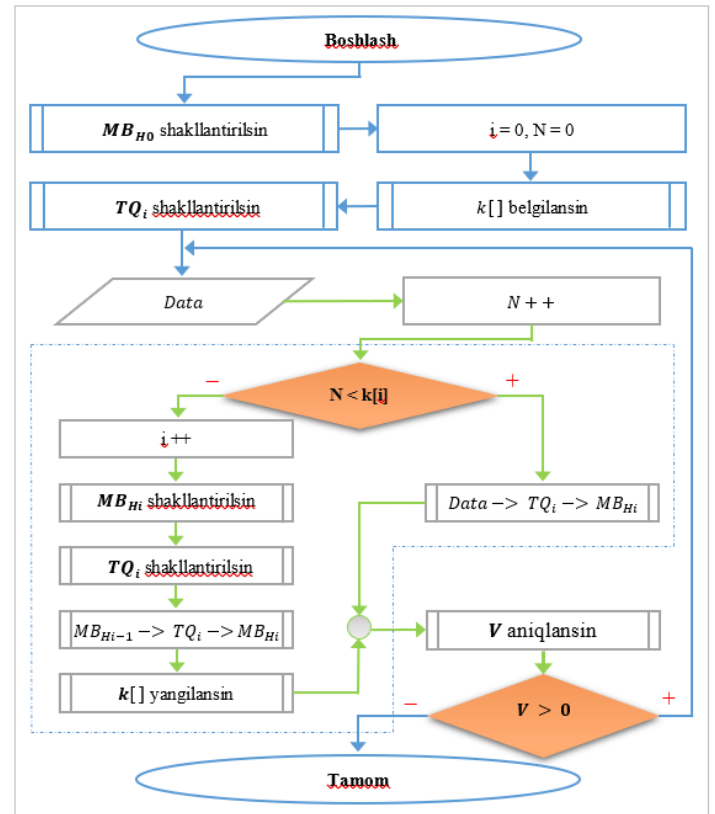 Boshlash
MB_H0 shakllantirilsin
i = 0, N = 0
TQ_i shakllantirilsin
k[ ] belgilansin
Data
N + +
N < k[i]
−
+
i ++
MB_Hi shakllantirilsin
Data −> TQ_i −> MB_Hi
TQ_i shakllantirilsin
MB_Hi−1 −> TQ_i −> MB_Hi
V aniqlansin
k[ ] yangilansin
−
+
V > 0
Tamom